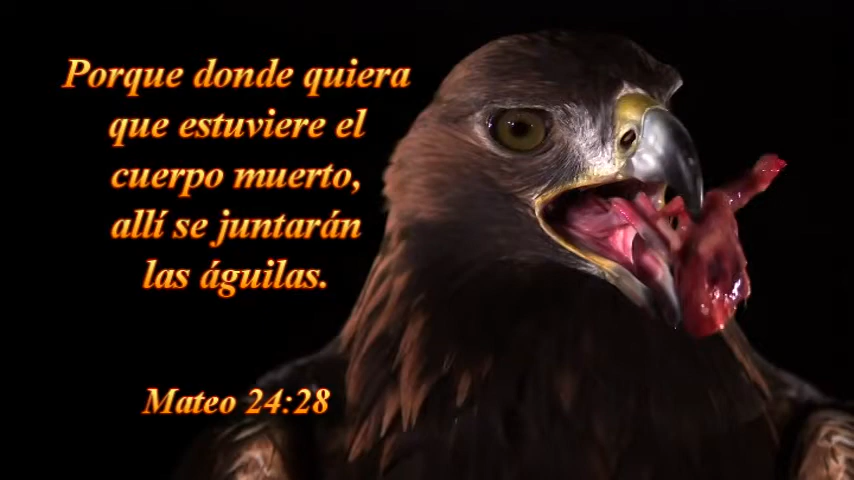 Porque donde quiera
que estuviere el
cuerpo muerto,
allí se juntarán
las águilas.
Mateo 24:28